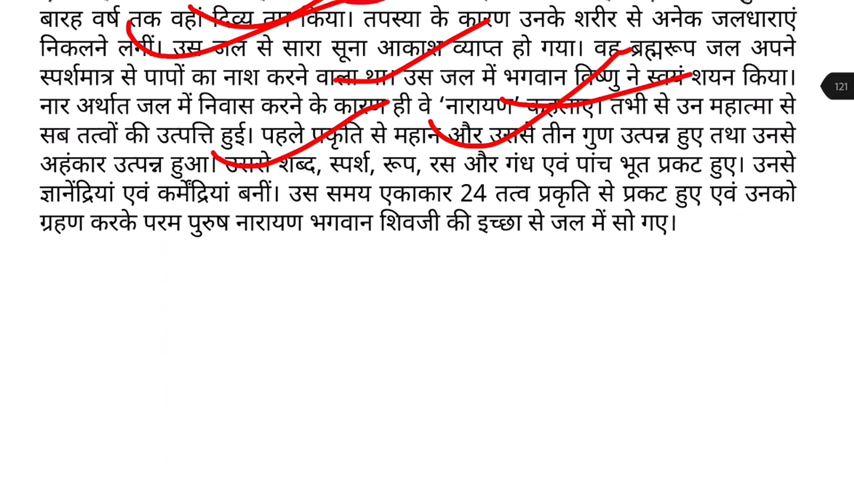 बारह वर्ष तक वहां दिव्य तप किया। तपस्या के कारण उनके शरीर से अनेक जलधाराएं
निकलने लगीं। उस जल से सारा सूना आकाश व्याप्त हो गया। वह ब्रह्मरूप जल अपने
स्पर्शमात्र से पापों का नाश करने वाला था। उस जल में भगवान विष्णु ने स्वयं शयन किया।
नार अर्थात जल में निवास करने के कारण ही वे ‘नारायण’ कहलाए। तभी से उन महात्मा से
सब तत्वों की उत्पत्ति हुई। पहले प्रकृति से महान और उससे तीन गुण उत्पन्न हुए तथा उनसे
अहंकार उत्पन्न हुआ। उससे शब्द, स्पर्श, रूप, रस और गंध एवं पांच भूत प्रकट हुए। उनसे
ज्ञानेंद्रियां एवं कर्मेंद्रियां बनीं। उस समय एकाकार 24 तत्व प्रकृति से प्रकट हुए एवं उनको
ग्रहण करके परम पुरुष नारायण भगवान शिवजी की इच्छा से जल में सो गए।
121